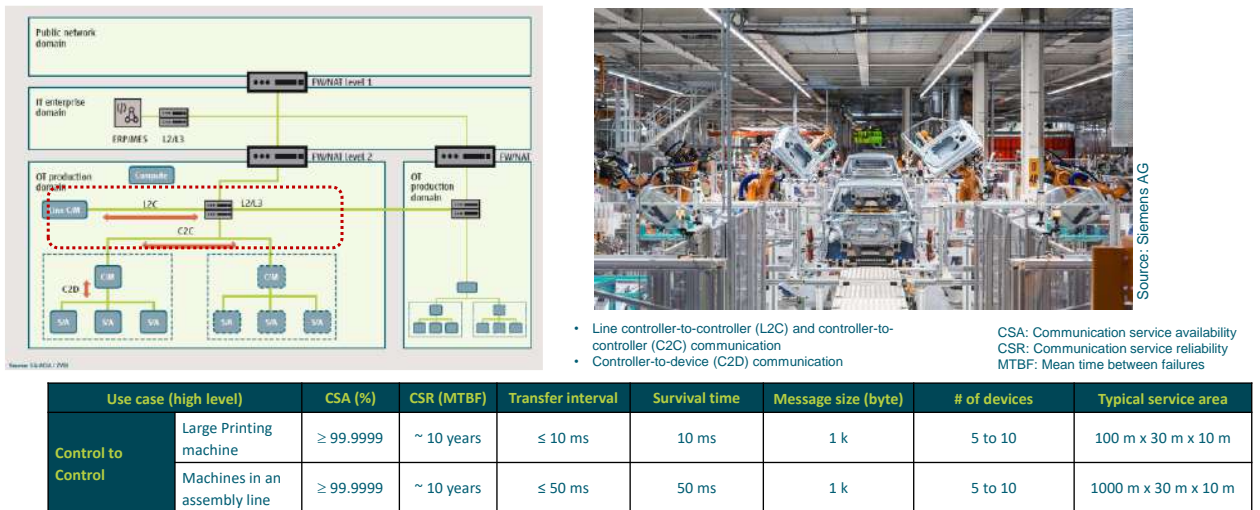 Public network
domain
FW/NAT Level 1
IT enterprise
domain
ERP/MES
L2/L3
FW/NAT Level 2
FW/NAT
OT production
domain
Compute
OT
production
domain
Line C/M
L2C
L2/L3
C2C
C/M
C/M
C2D
S/A
S/A
S/A
S/A
S/A
S/A
Source: Siemens AG
• Line controller-to-controller (L2C) and controller-to-
controller (C2C) communication
• Controller-to-device (C2D) communication
CSA: Communication service availability
CSR: Communication service reliability
MTBF: Mean time between failures
Use case (high level) CSA (%) CSR (MTBF) Transfer interval Survival time Message size (byte) # of devices Typical service area
Control to
Control
Large Printing
machine
≥ 99.9999 ~ 10 years ≤ 10 ms 10 ms 1 k 5 to 10 100 m x 30 m x 10 m
Machines in an
assembly line
≥ 99.9999 ~ 10 years ≤ 50 ms 50 ms 1 k 5 to 10 1000 m x 30 m x 10 m